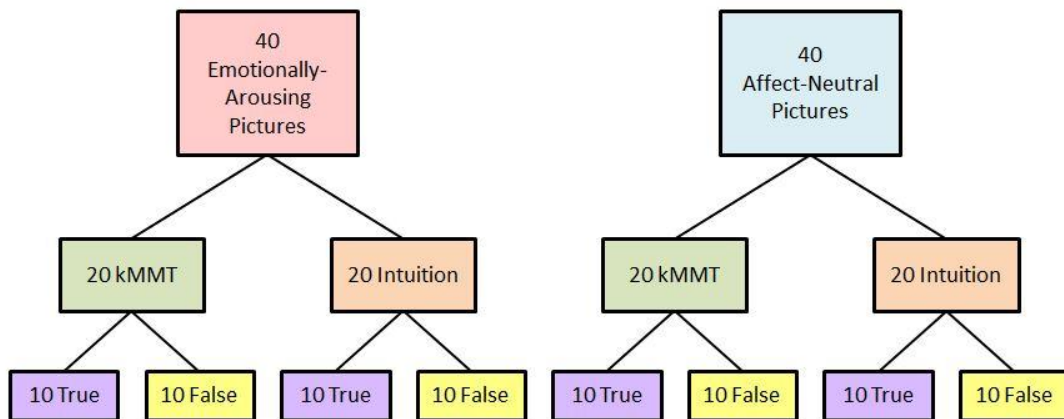 40
Emotionally-
Arousing
Pictures
40
Affect-Neutral
Pictures
20 kMMT
20 Intuition
20 kMMT
20 Intuition
10 True
10 False
10 True
10 False
10 True
10 False
10 True
10 False